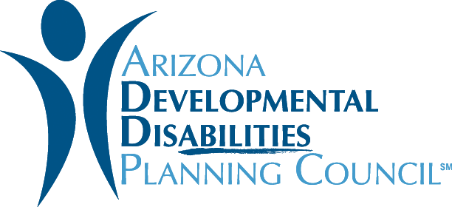 ARIZONA
DEVELOPMENTAL
DISABILITIES
PLANNING COUNCIL℠